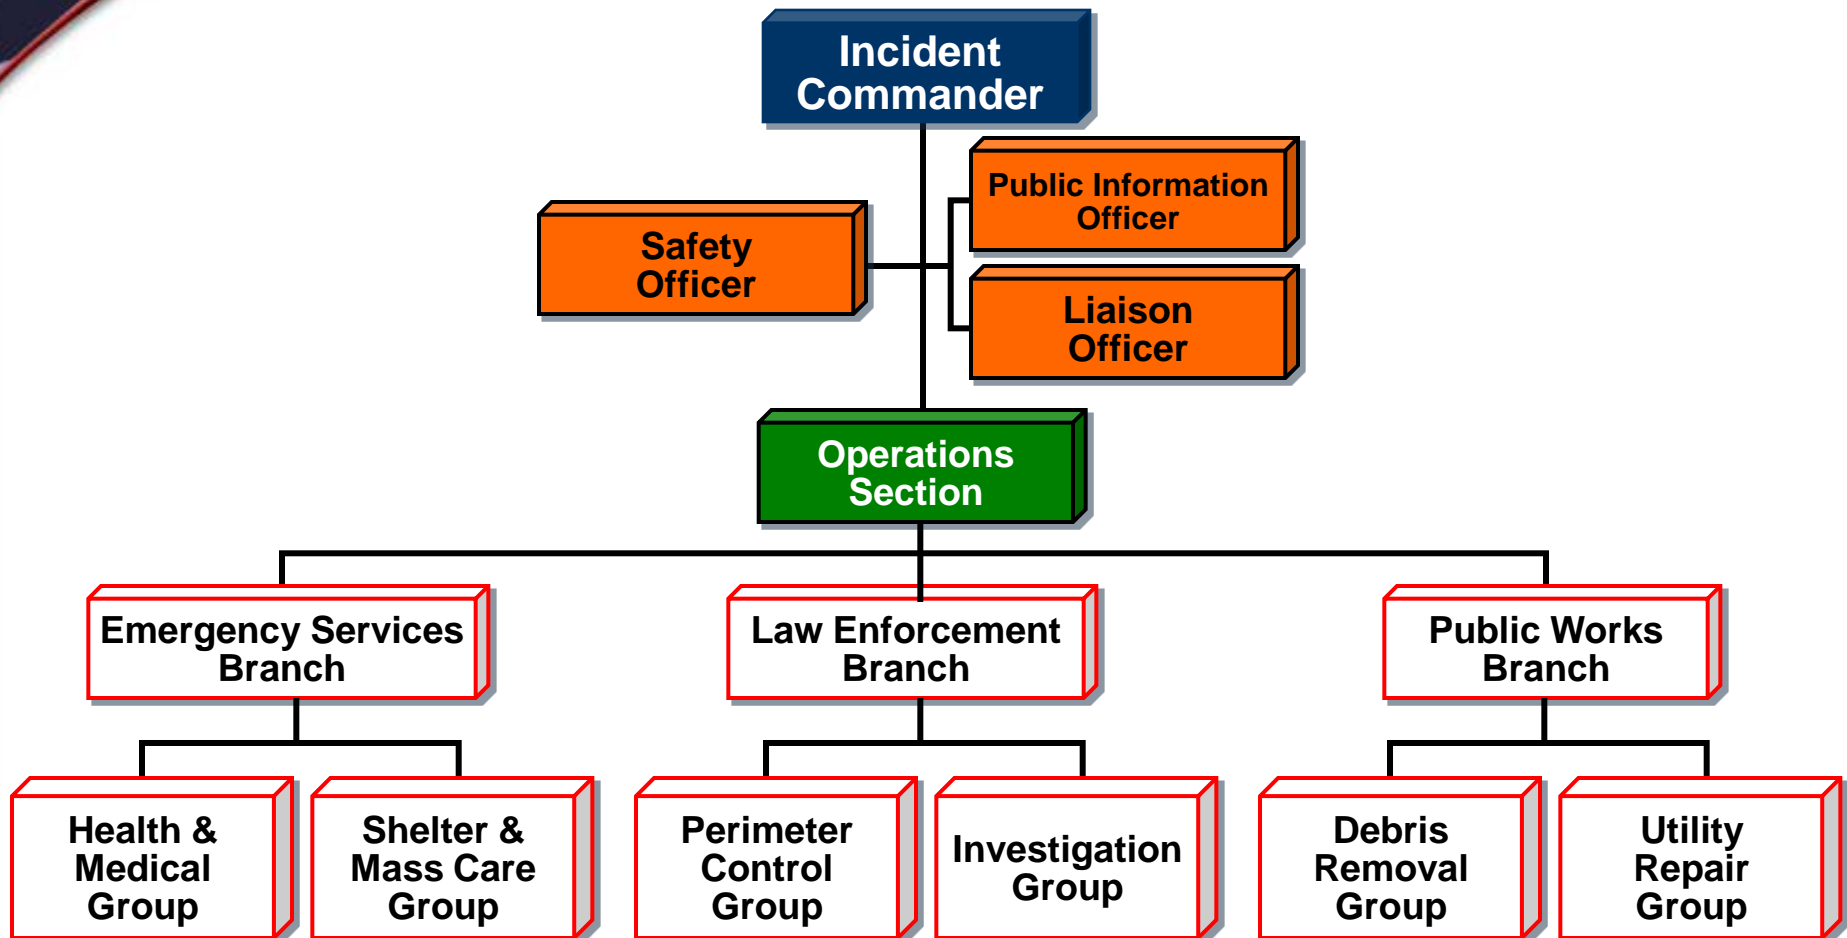 Incident
Commander
Public Information
Officer
Safety
Officer
Liaison
Officer
Operations
Section
Emergency Services
Branch
Law Enforcement
Branch
Public Works
Branch
Health &
Medical
Group
Shelter &
Mass Care
Group
Perimeter
Control
Group
Investigation
Group
Debris
Removal
Group
Utility
Repair
Group